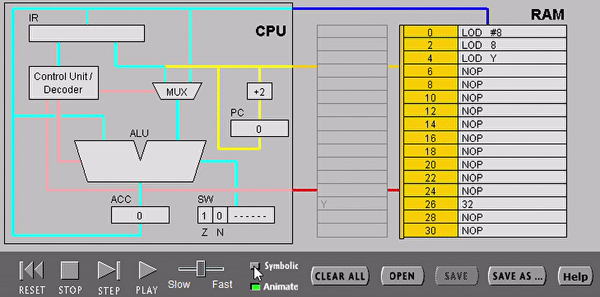 IR
CPU
RAM
Control Unit / Decoder
MUX
+2
PC
0
ALU
ACC
0
SW
1 0 ------
Z N
Y
0 LOD #8
2 LOD 8
4 LOD Y
6 NOP
8 NOP
10 NOP
12 NOP
14 NOP
16 NOP
18 NOP
20 NOP
22 NOP
24 NOP
26 32
28 NOP
30 NOP
RESET STOP STEP PLAY
Slow Fast
Symbolic
Animate
CLEAR ALL OPEN SAVE SAVE AS ... Help